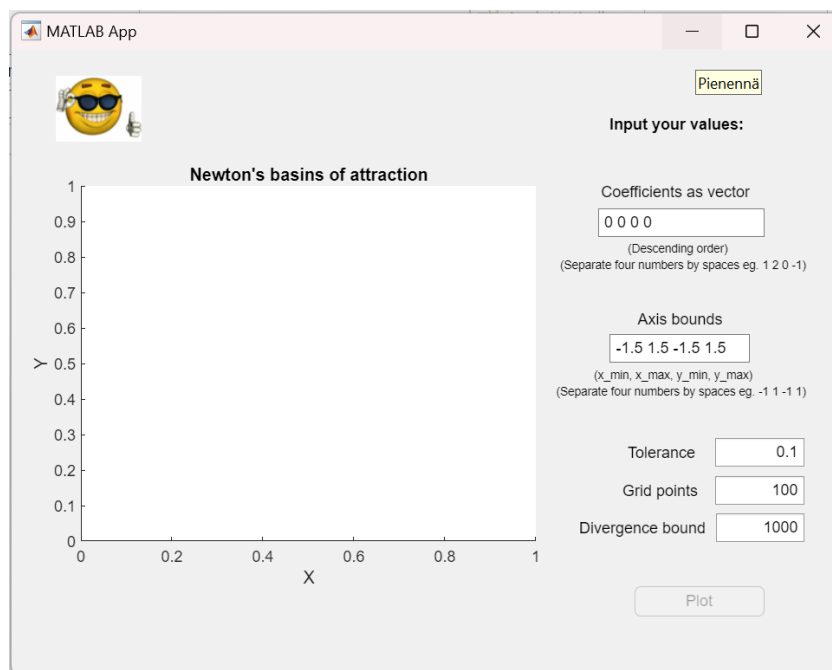 MATLAB App
Pienennä
Input your values:
Newton's basins of attraction
1
0.9
0.8
0.7
0.6
0.5
0.4
0.3
0.2
0.1
0
Y
0 0.2 0.4 0.6 0.8 1
X
Coefficients as vector
0 0 0 0
(Descending order)
(Separate four numbers by spaces eg. 1 2 0 -1)
Axis bounds
-1.5 1.5 -1.5 1.5
(x_min, x_max, y_min, y_max)
(Separate four numbers by spaces eg. -1 1 -1 1)
Tolerance 0.1
Grid points 100
Divergence bound 1000
Plot